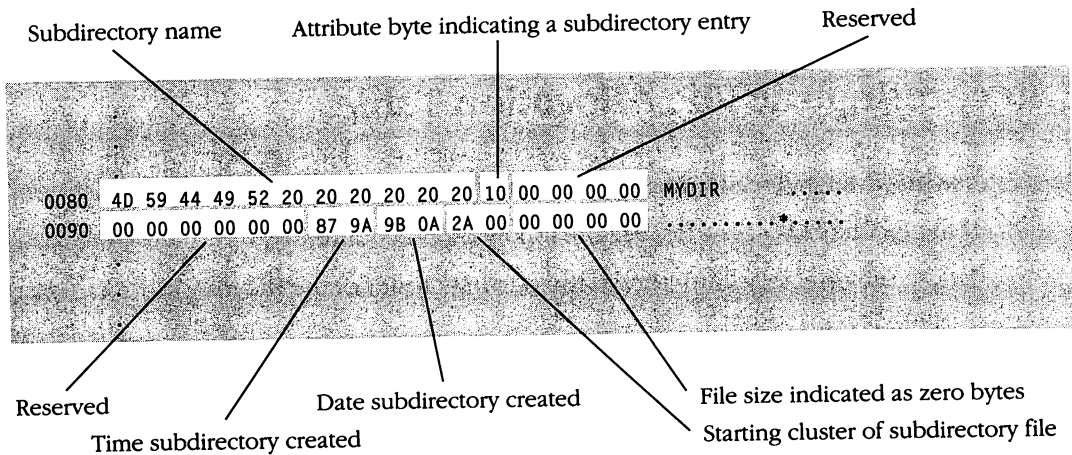 Subdirectory name
Attribute byte indicating a subdirectory entry
Reserved
0080 4D 59 44 49 52 20 20 20 20 20 20 10 00 00 00 00 MYDIR .....
0090 00 00 00 00 00 00 87 9A 9B 0A 2A 00 00 00 00 00 ..........*.....
Reserved
Time subdirectory created
Date subdirectory created
File size indicated as zero bytes
Starting cluster of subdirectory file